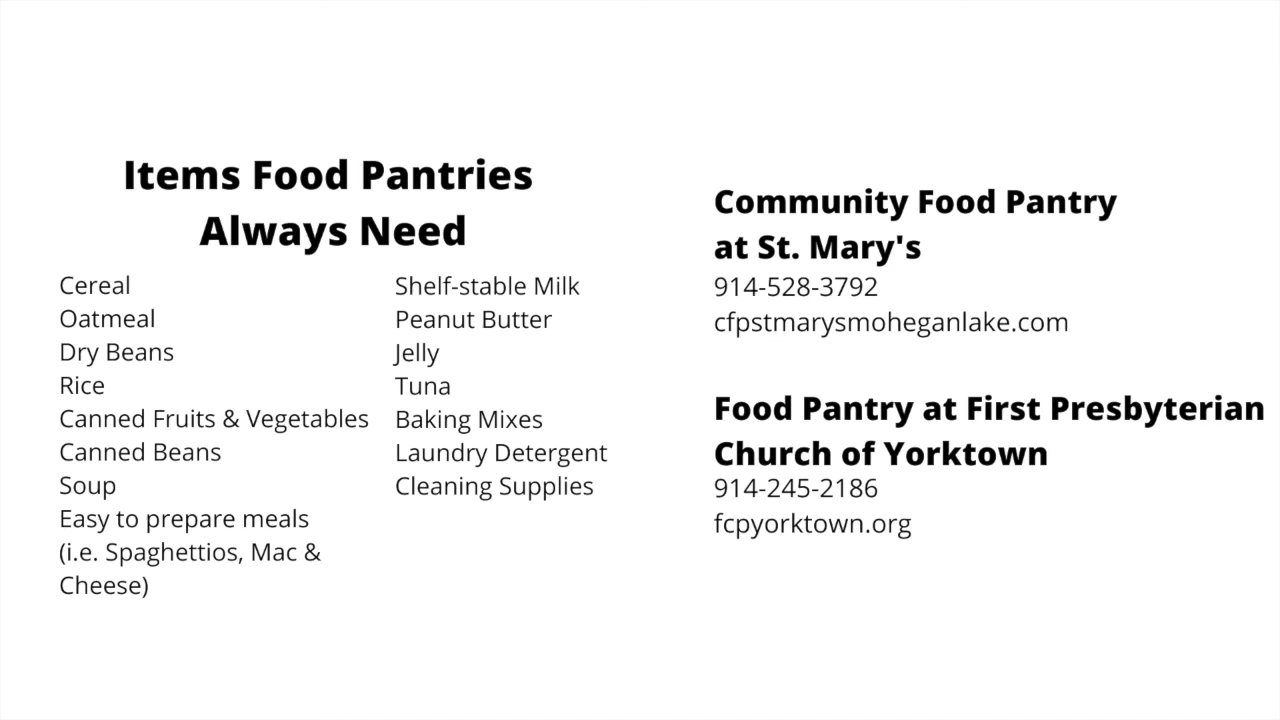 Items Food Pantries
Always Need
Cereal
Oatmeal
Dry Beans
Rice
Canned Fruits & Vegetables
Canned Beans
Soup
Easy to prepare meals
(i.e. Spaghettios, Mac &
Cheese)
Shelf-stable Milk
Peanut Butter
Jelly
Tuna
Baking Mixes
Laundry Detergent
Cleaning Supplies
Community Food Pantry
at St. Mary's
914-528-3792
cfpstmarysmoheganlake.com
Food Pantry at First Presbyterian
Church of Yorktown
914-245-2186
fcpyorktown.org